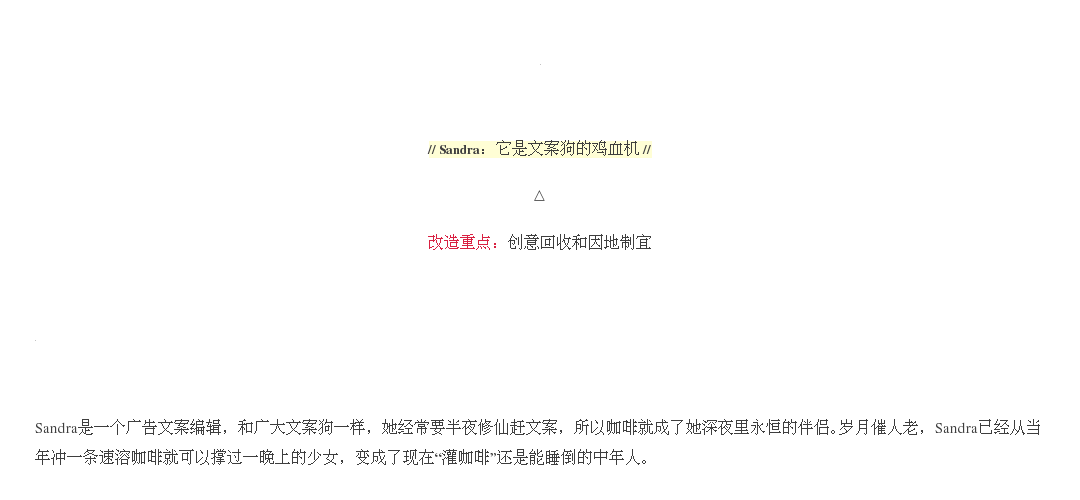 // Sandra：它是文案狗的鸡血机 //
△
改造重点：创意回收和因地制宜
Sandra是一个广告文案编辑，和广大文案狗一样，她经常要半夜修仙赶文案，所以咖啡就成了她深夜里永恒的伴侣。岁月催人老，Sandra已经从当
年冲一条速溶咖啡就可以撑过一晚上的少女，变成了现在“灌咖啡”还是能睡倒的中年人。